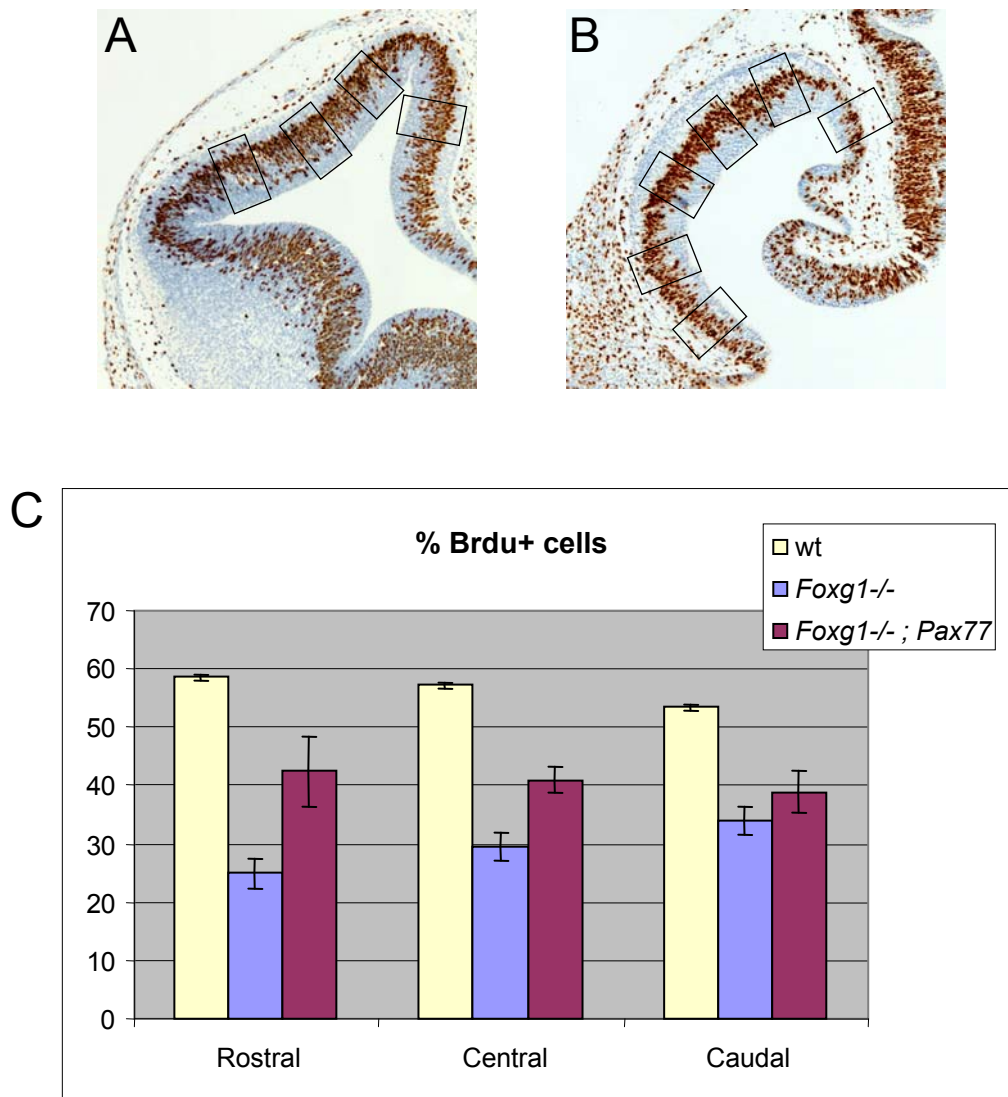 A
B
C
% Brdu+ cells
wt
Foxg1-/-
Foxg1-/- ; Pax77
70
60
50
40
30
20
10
0
Rostral
Central
Caudal